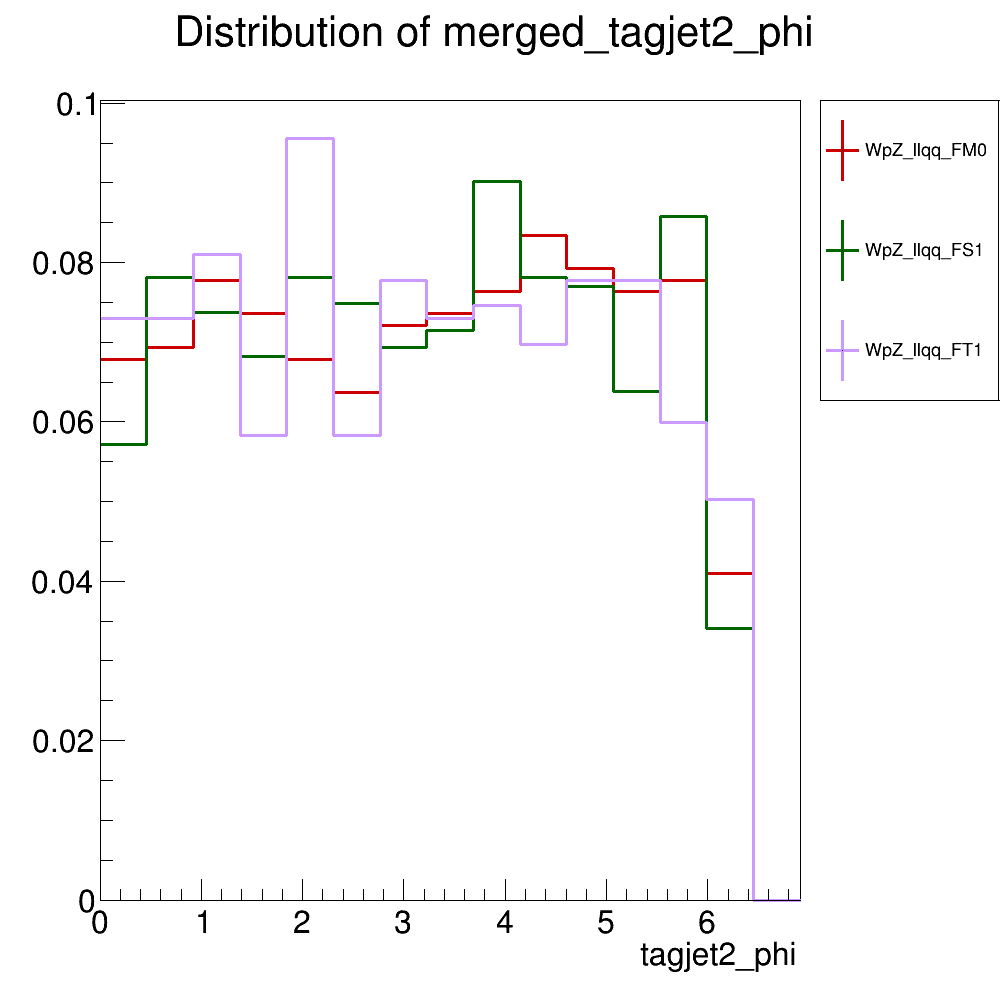 Distribution of merged_tagjet2_phi
0.1
0.08
0.06
0.04
0.02
0
0 1 2 3 4 5 6
tagjet2_phi
WpZ_llqq_FM0
WpZ_llqq_FS1
WpZ_llqq_FT1